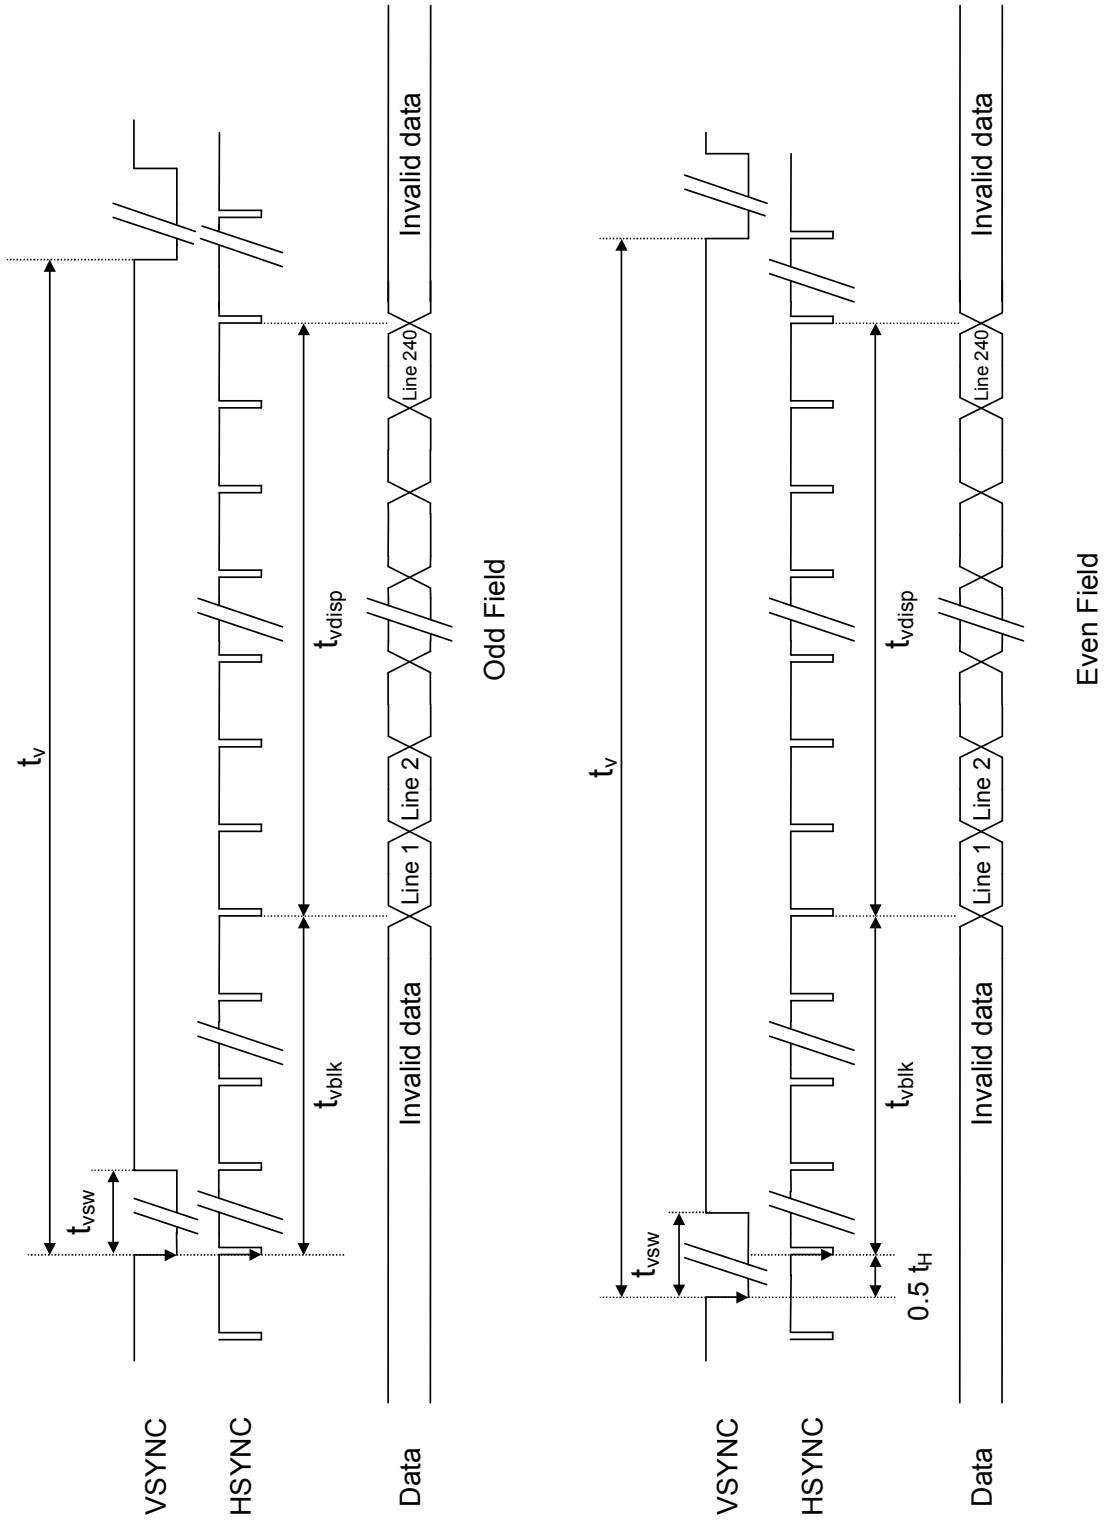 t_v
t_vsw
VSYNC
HSYNC
t_vblk
t_vdisp
Data
Invalid data
Line 1
Line 2
Line 240
Invalid data
Odd Field
t_v
t_vsw
VSYNC
HSYNC
0.5 t_H
t_vblk
t_vdisp
Data
Invalid data
Line 1
Line 2
Line 240
Invalid data
Even Field